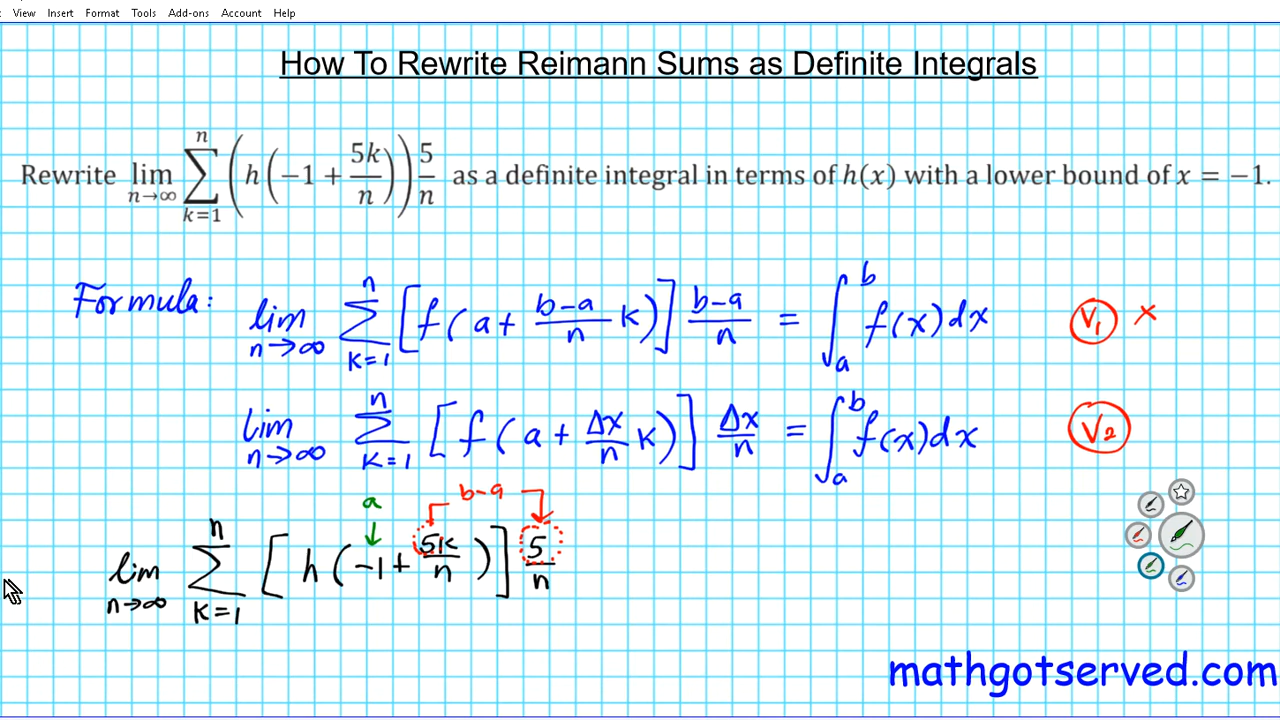 View Insert Format Tools Add-ons Account Help
How To Rewrite Reimann Sums as Definite Integrals
Rewrite lim n→∞ ∑ k=1 n (h(−1 + 5k/n)) 5/n as a definite integral in terms of h(x) with a lower bound of x = −1.
Formula: lim n→∞ ∑ k=1 n [f(a + b−a/n k)] b−a/n = ∫ a b f(x)dx V1 ×
lim n→∞ ∑ k=1 n [f(a + Δx/n k)] Δx/n = ∫ a b f(x)dx V2
a b−a
lim n→∞ ∑ k=1 n [h(−1 + 5k/n)] 5/n
mathgotserved.com